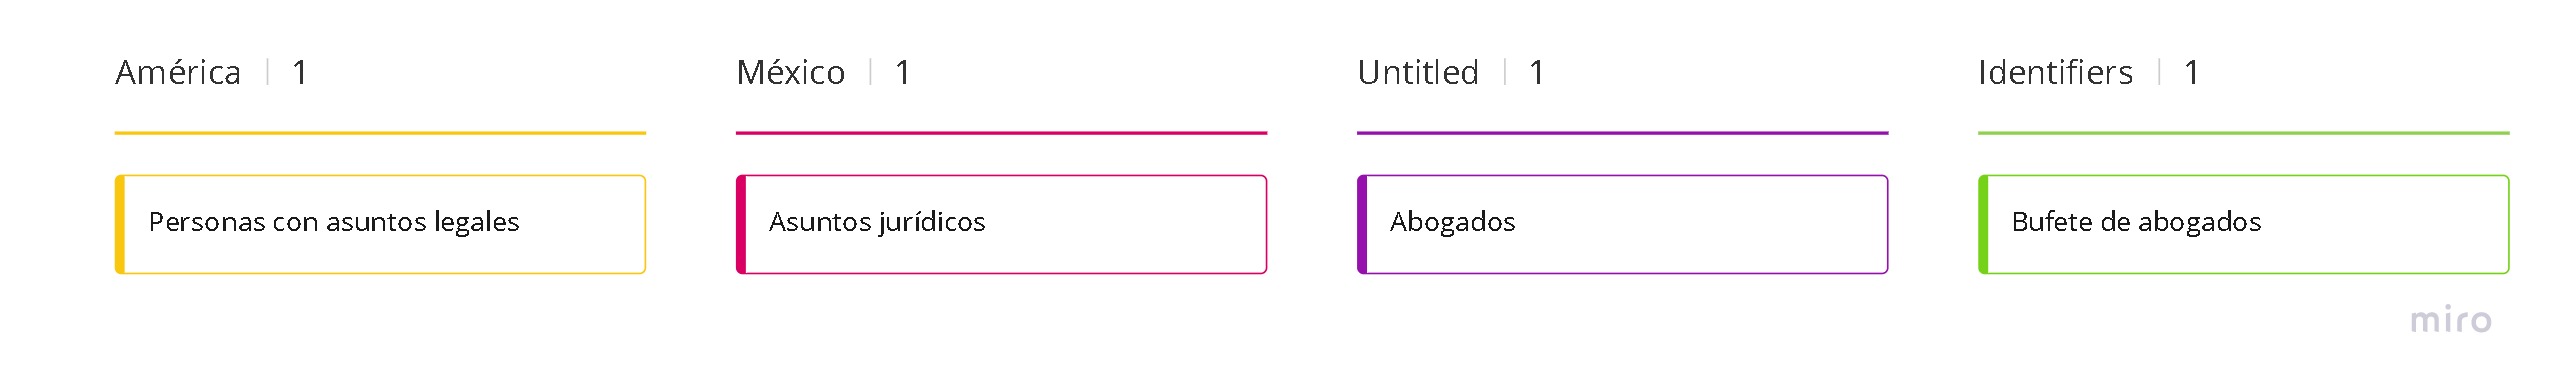 América | 1
México | 1
Untitled | 1
Identifiers | 1
Personas con asuntos legales
Asuntos jurídicos
Abogados
Bufete de abogados
miro